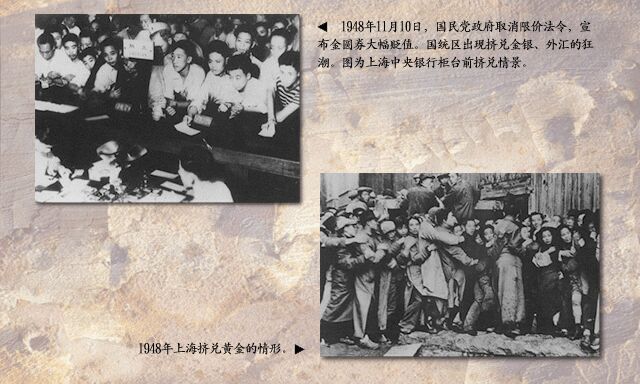 ◀ 1948年11月10日，国民党政府取消限价法令，宣
布金圆券大幅贬值。国统区出现挤兑金银、外汇的狂
潮。图为上海中央银行柜台前挤兑情景。
1948年上海挤兑黄金的情形。▶